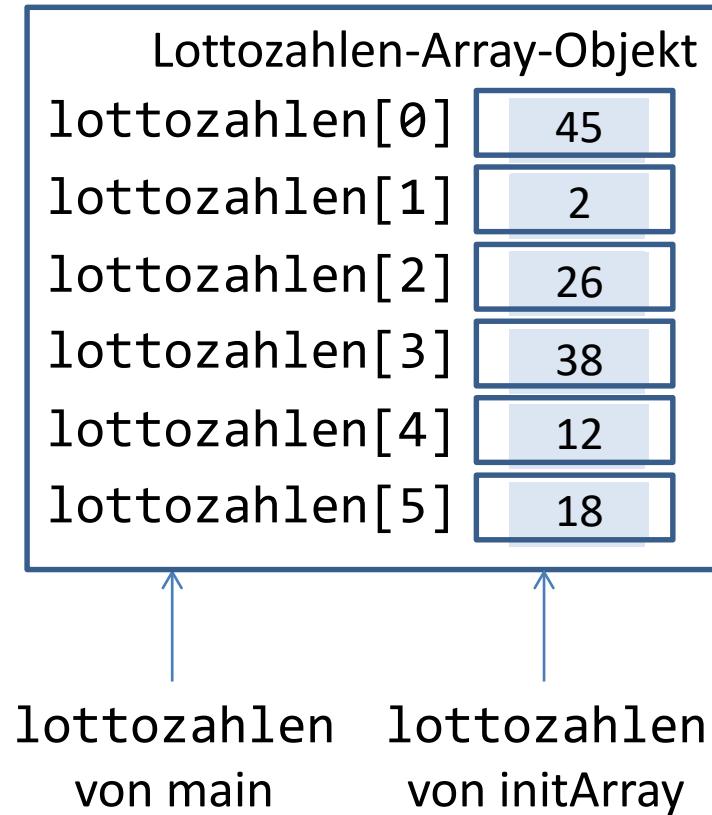 Lottozahlen-Array-Objekt
lottozahlen[0] 45
lottozahlen[1] 2
lottozahlen[2] 26
lottozahlen[3] 38
lottozahlen[4] 12
lottozahlen[5] 18
lottozahlen lottozahlen
von main von initArray